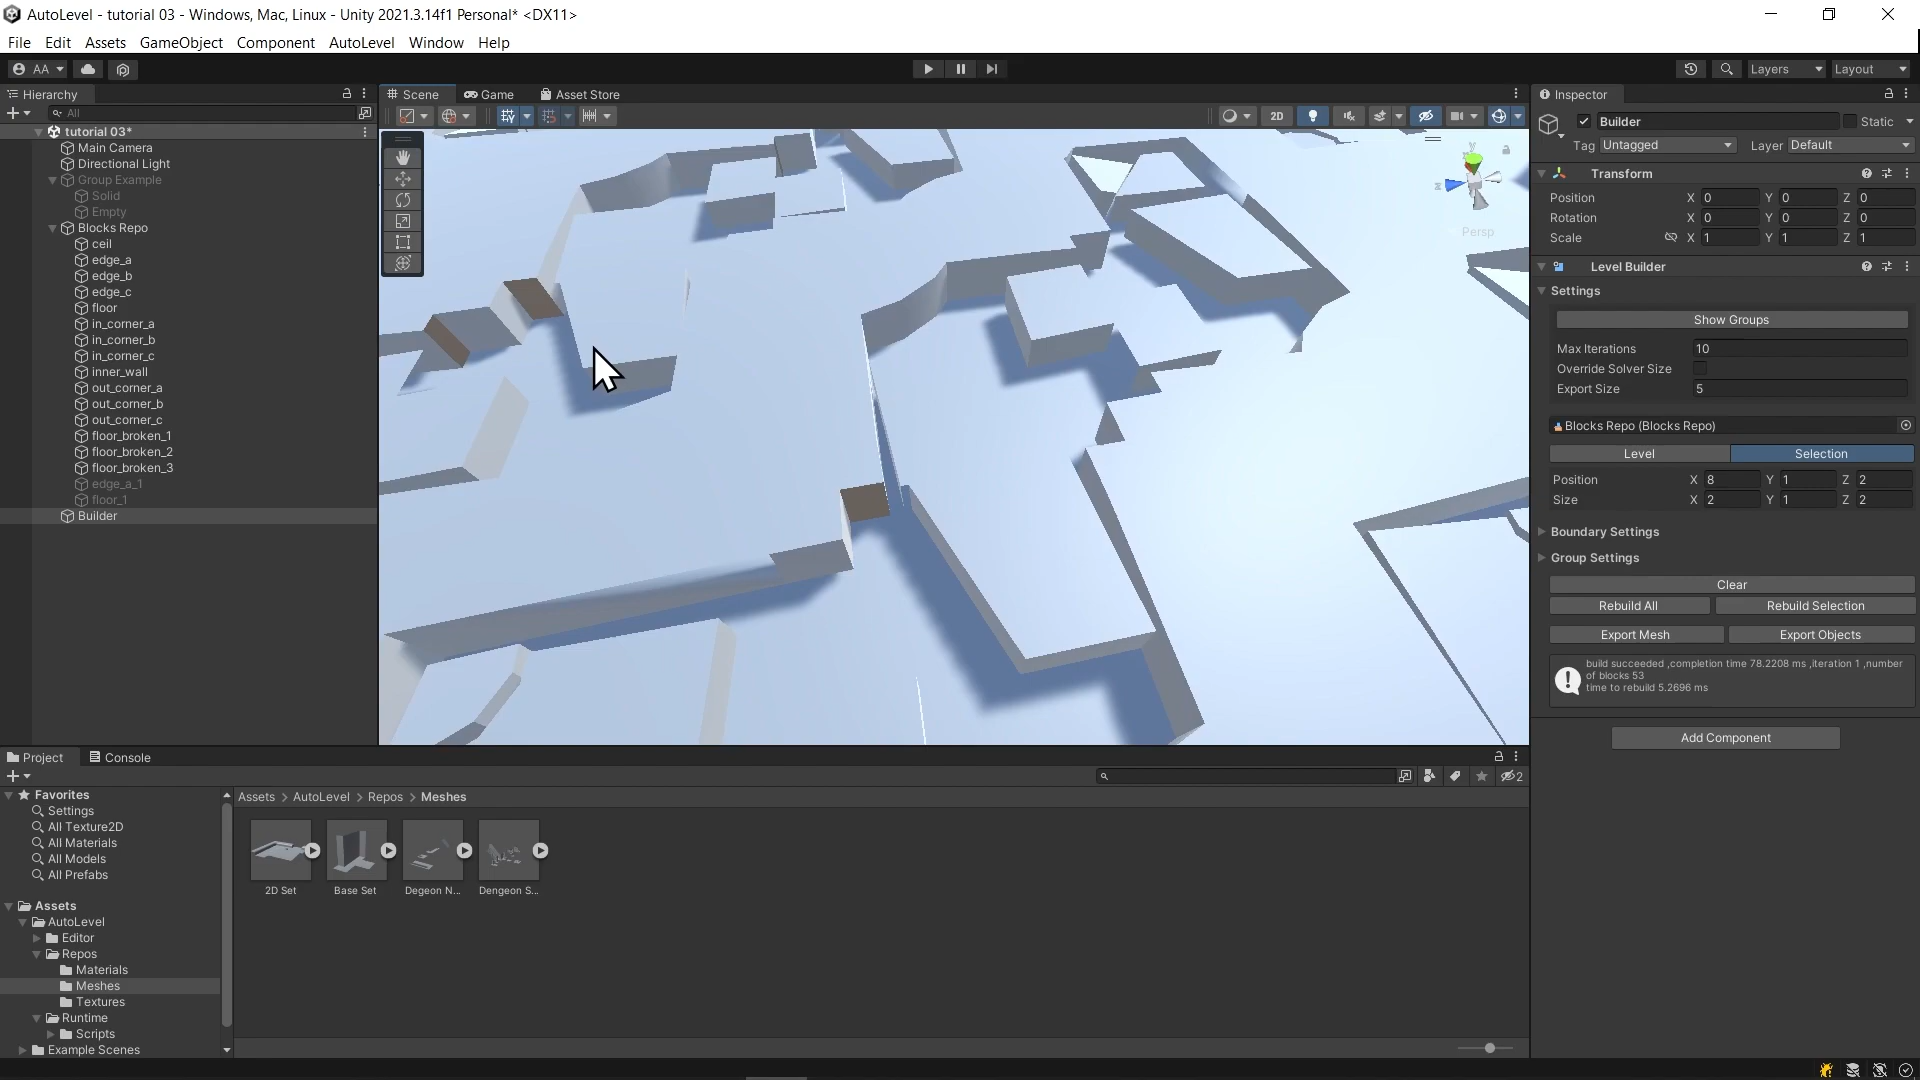 AutoLevel - tutorial 03 - Windows, Mac, Linux - Unity 2021.3.14f1 Personal* <DX11>
File Edit Assets GameObject Component AutoLevel Window Help
AA
Layers
Layout
Hierarchy
Scene
Game
Asset Store
Inspector
All
2D
tutorial 03*
Main Camera
Directional Light
Group Example
Solid
Empty
Blocks Repo
ceil
edge_a
edge_b
edge_c
floor
in_corner_a
in_corner_b
in_corner_c
inner_wall
out_corner_a
out_corner_b
out_corner_c
floor_broken_1
floor_broken_2
floor_broken_3
edge_a_1
floor_1
Builder
y
z
Persp
Builder
Static
Tag Untagged
Layer Default
Transform
Position X 0 Y 0 Z 0
Rotation X 0 Y 0 Z 0
Scale X 1 Y 1 Z 1
Level Builder
Settings
Show Groups
Max Iterations 10
Override Solver Size
Export Size 5
Blocks Repo (Blocks Repo)
Level
Selection
Position X 8 Y 1 Z 2
Size X 2 Y 1 Z 2
Boundary Settings
Group Settings
Clear
Rebuild All
Rebuild Selection
Export Mesh
Export Objects
build succeeded ,completion time 78.2208 ms ,iteration 1 ,number
of blocks 53
time to rebuild 5.2696 ms
Add Component
Project
Console
2
Favorites
Settings
All Texture2D
All Materials
All Models
All Prefabs
Assets
AutoLevel
Editor
Repos
Materials
Meshes
Textures
Runtime
Scripts
Example Scenes
Assets > AutoLevel > Repos > Meshes
2D Set
Base Set
Degeon N...
Dengeon S...